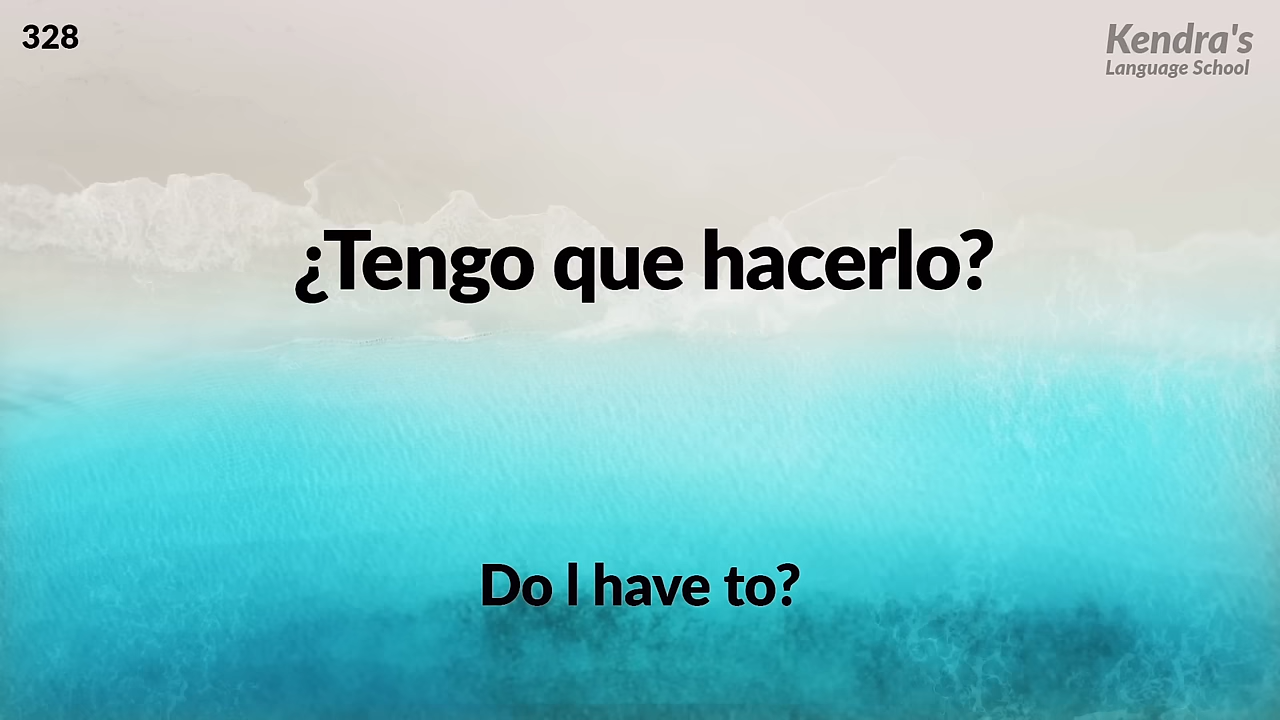 328
Kendra's
Language School
¿Tengo que hacerlo?
Do I have to?